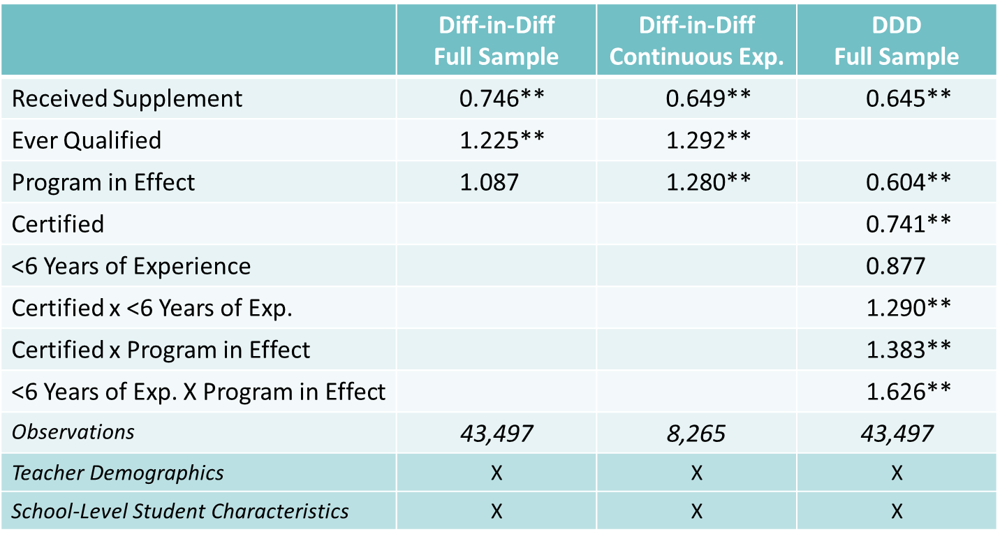 Diff-in-Diff Full Sample Diff-in-Diff Continuous Exp. DDD Full Sample
Received Supplement 0.746** 0.649** 0.645**
Ever Qualified 1.225** 1.292**
Program in Effect 1.087 1.280** 0.604**
Certified 0.741**
<6 Years of Experience 0.877
Certified x <6 Years of Exp. 1.290**
Certified x Program in Effect 1.383**
<6 Years of Exp. X Program in Effect 1.626**
Observations 43,497 8,265 43,497
Teacher Demographics X X X
School-Level Student Characteristics X X X